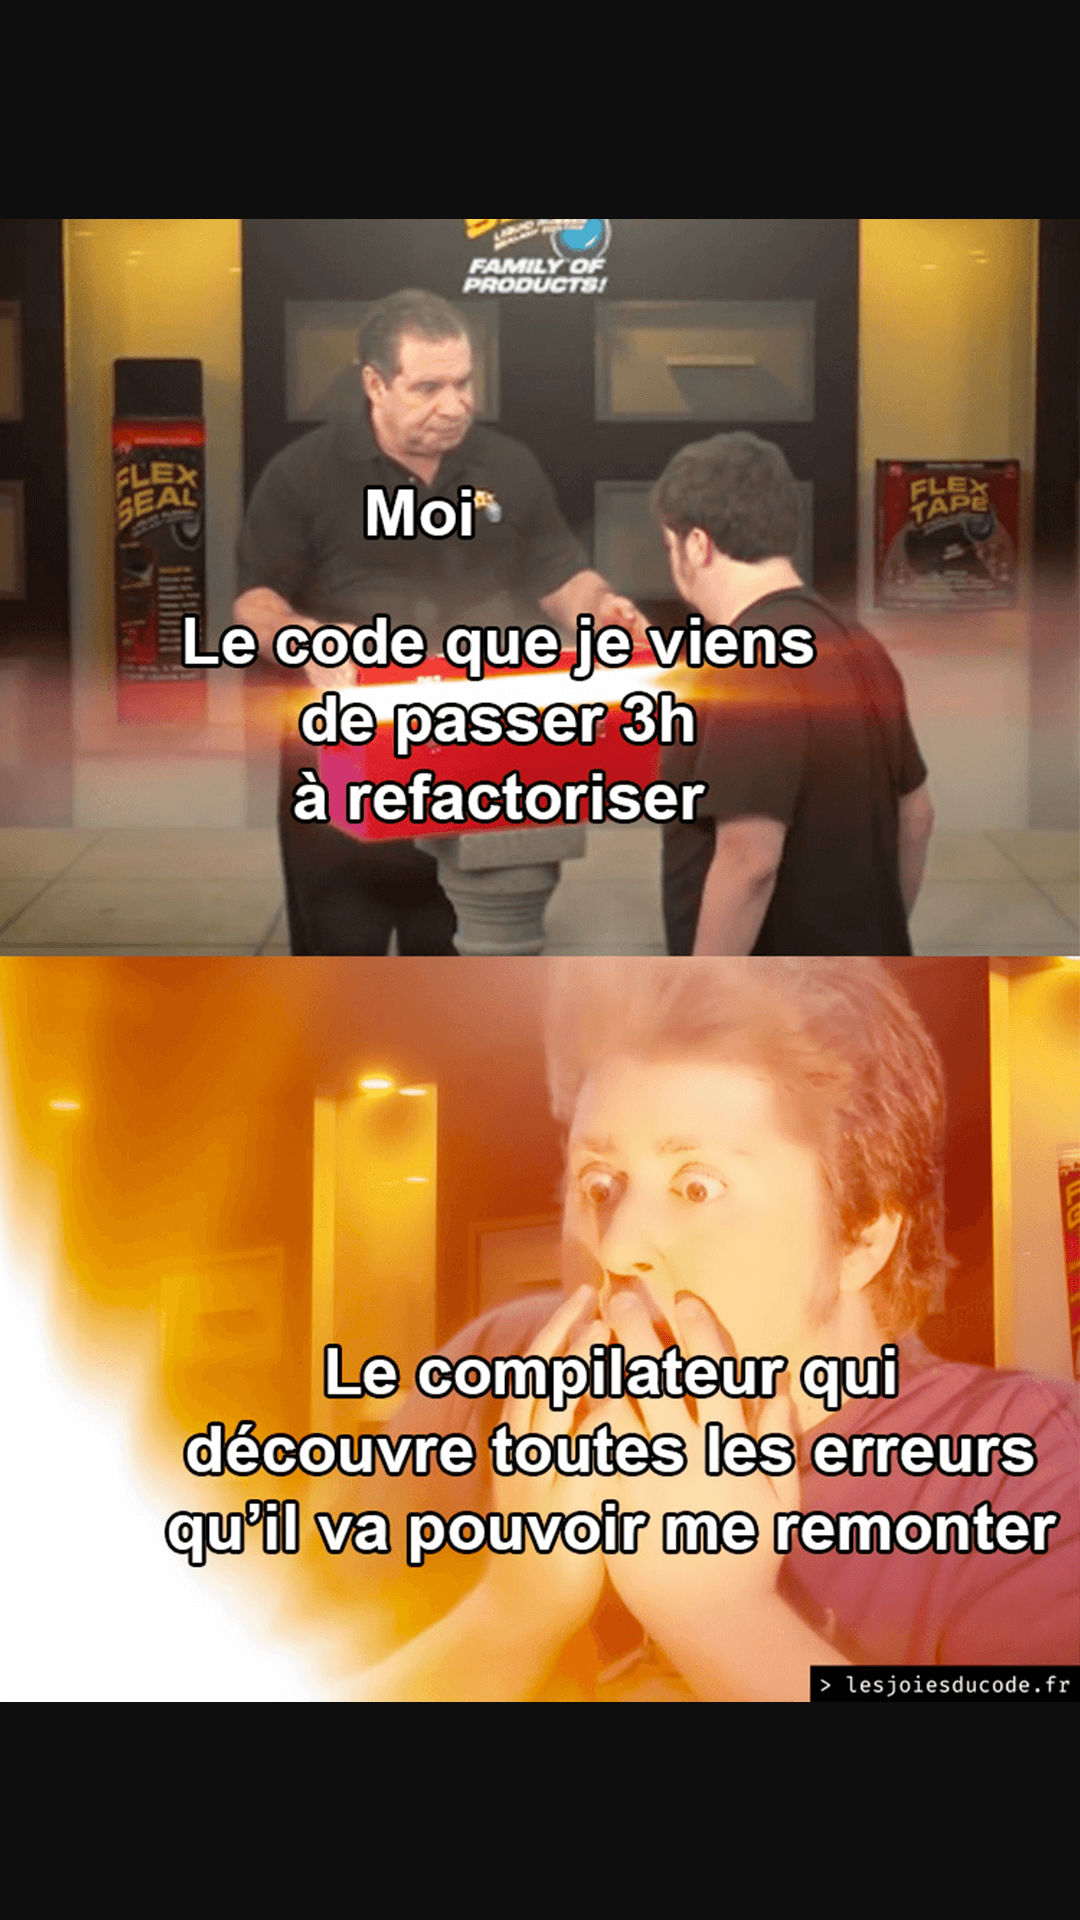 FAMILY OF
PRODUCTS!
FLEX
SEAL
FLEX
TAPE
Moi
Le code que je viens
de passer 3h
à refactoriser
Le compilateur qui
découvre toutes les erreurs
qu'il va pouvoir me remonter
> lesjoiesducode.fr